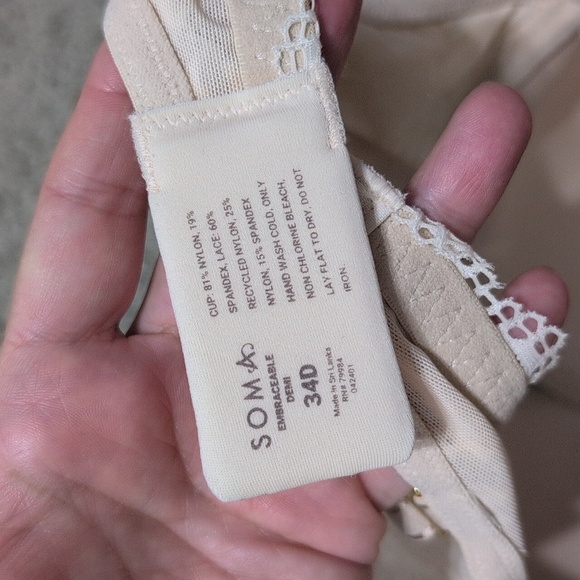 SOMA
EMBRACEABLE
DEMI
34D
Made in Sri Lanka
RN# 79984
042401
CUP: 81% NYLON, 19%
SPANDEX, LACE: 60%
RECYCLED NYLON, 25%
NYLON, 15% SPANDEX
HAND WASH COLD, ONLY
NON CHLORINE BLEACH,
LAY FLAT TO DRY, DO NOT
IRON.